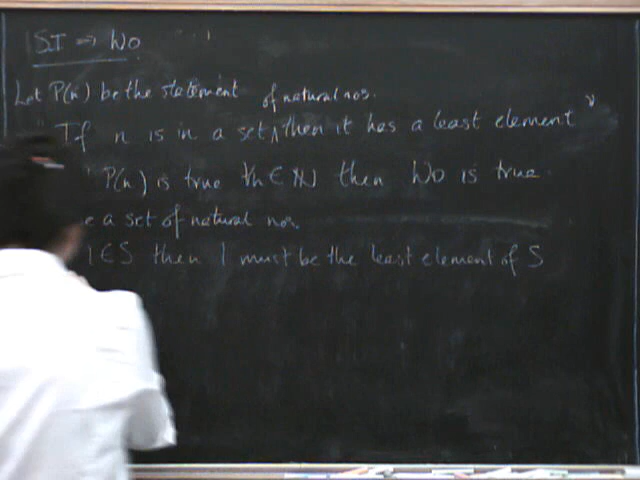 SI ⇒ WO
Let P(n) be the statement of natural nos.
"If n is in a set ∧ then it has a least element"
P(n) is true ∀n ∈ ℕ then WO is true.
e a set of natural nos.
1 ∈ S then 1 must be the least element of S